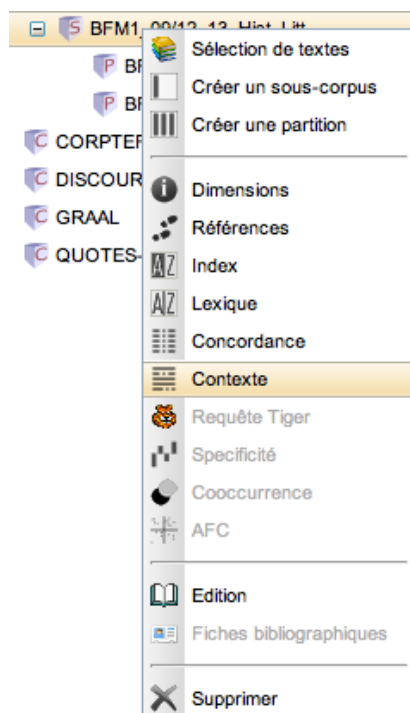 BFM1_09/12_13_Hist_Litt
Sélection de textes
BF
Créer un sous-corpus
BF
Créer une partition
CORPTEF
DISCOUR
Dimensions
GRAAL
Références
QUOTES-
Index
Lexique
Concordance
Contexte
Requête Tiger
Specificité
Cooccurrence
AFC
Edition
Fiches bibliographiques
Supprimer